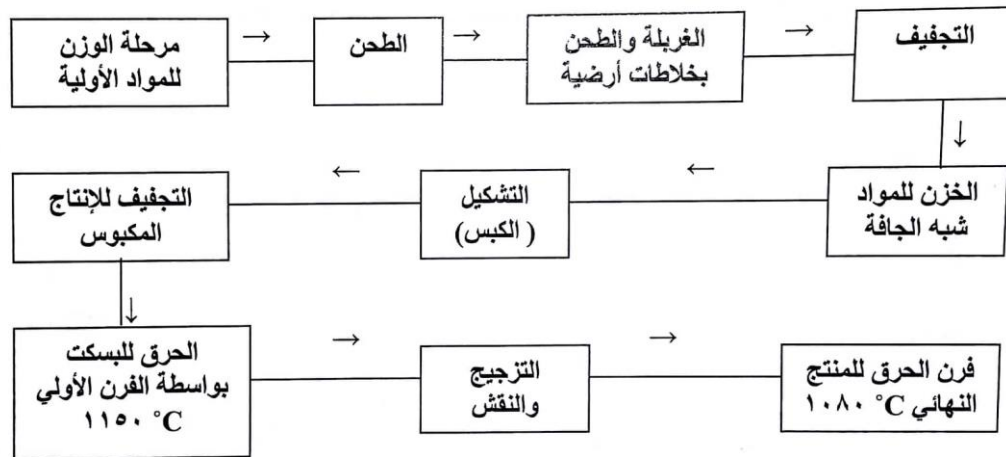 مرحلة الوزن
للمواد الأولية
→
الطحن
→
الغربلة والطحن
بخلاطات أرضية
→
التجفيف
↓
الخزن للمواد
شبه الجافة
←
التشكيل
( الكبس)
←
التجفيف للإنتاج
المكبوس
↓
الحرق للبسكت
بواسطة الفرن الأولي
١١٥٠ °C
→
التزجيج
والنقش
→
فرن الحرق للمنتج
النهائي ١٠٨٠ °C